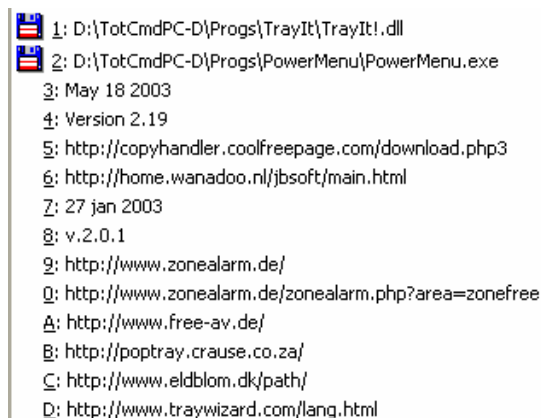 1: D:\TotCmdPC-D\Progs\TrayIt\TrayIt!.dll
2: D:\TotCmdPC-D\Progs\PowerMenu\PowerMenu.exe
3: May 18 2003
4: Version 2.19
5: http://copyhandler.coolfreepage.com/download.php3
6: http://home.wanadoo.nl/jbsoft/main.html
7: 27 jan 2003
8: v.2.0.1
9: http://www.zonealarm.de/
0: http://www.zonealarm.de/zonealarm.php?area=zonefree
A: http://www.free-av.de/
B: http://poptray.crause.co.za/
C: http://www.eldblom.dk/path/
D: http://www.traywizard.com/lang.html